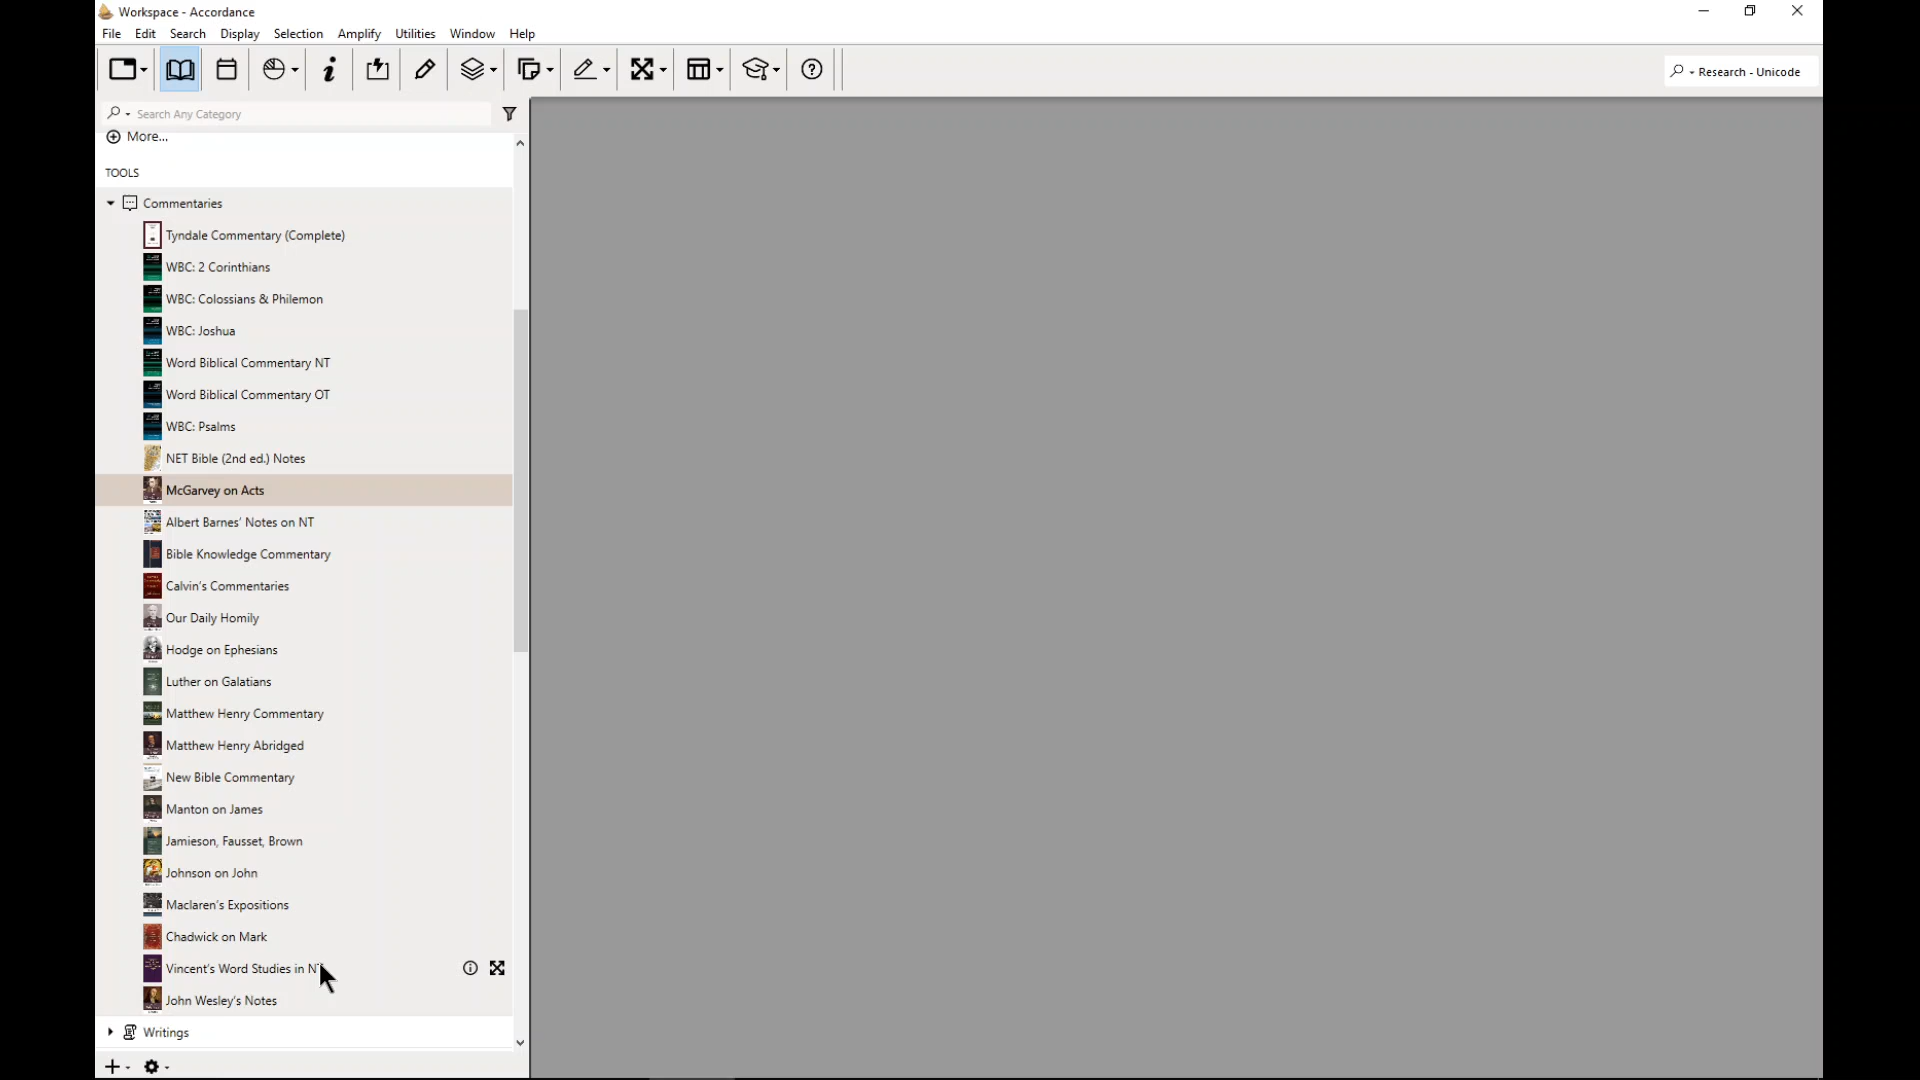 Workspace - Accordance
File Edit Search Display Selection Amplify Utilities Window Help
Research - Unicode
Search Any Category
More...
TOOLS
Commentaries
Tyndale Commentary (Complete)
WBC: 2 Corinthians
WBC: Colossians & Philemon
WBC: Joshua
Word Biblical Commentary NT
Word Biblical Commentary OT
WBC: Psalms
NET Bible (2nd ed.) Notes
McGarvey on Acts
Albert Barnes' Notes on NT
Bible Knowledge Commentary
Calvin's Commentaries
Our Daily Homily
Hodge on Ephesians
Luther on Galatians
Matthew Henry Commentary
Matthew Henry Abridged
New Bible Commentary
Manton on James
Jamieson, Fausset, Brown
Johnson on John
Maclaren's Expositions
Chadwick on Mark
Vincent's Word Studies in NT
John Wesley's Notes
Writings